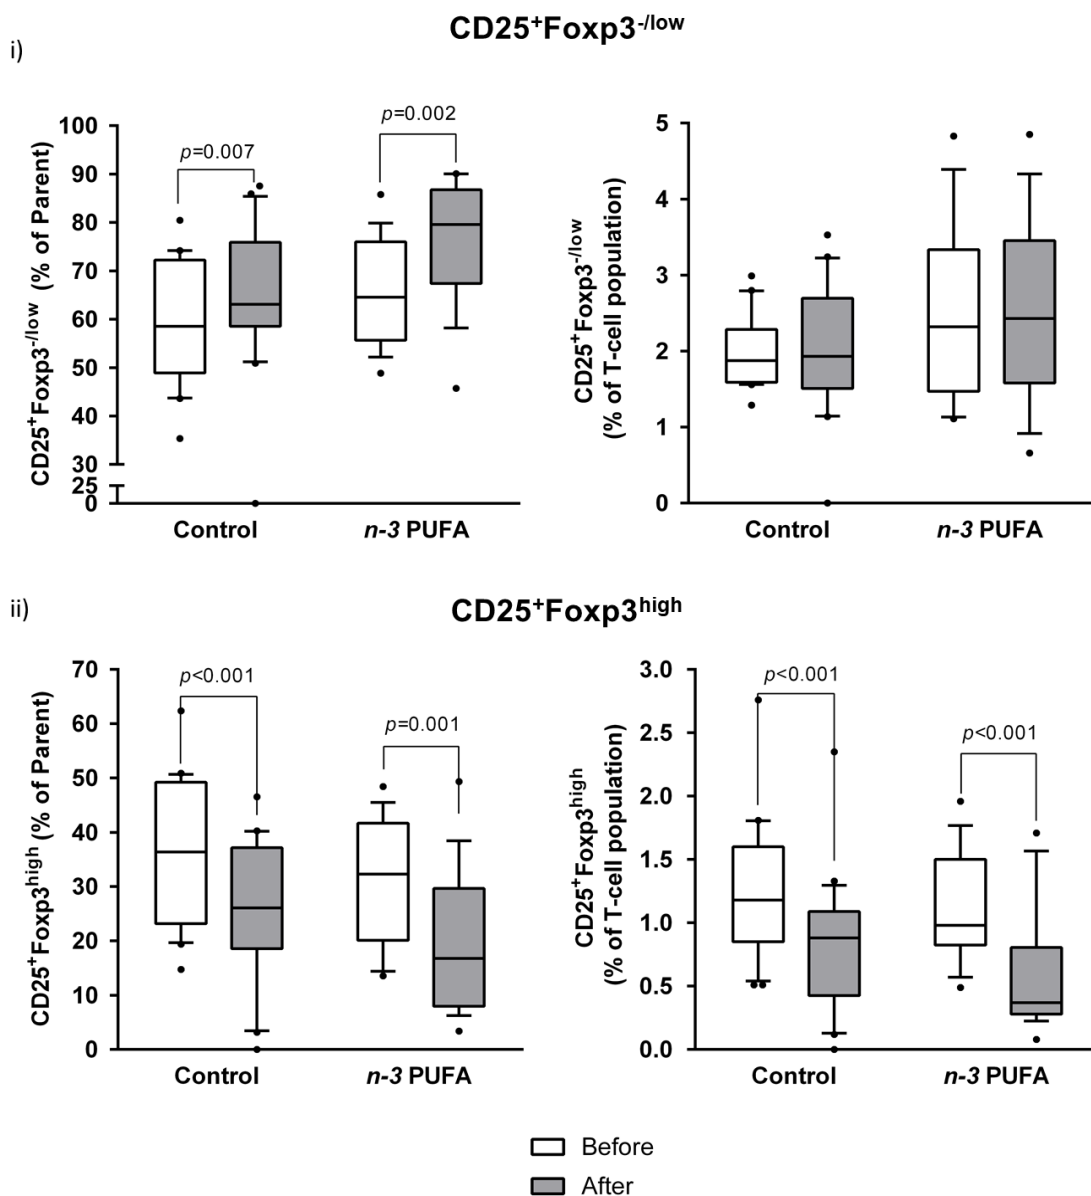 CD25⁺Foxp3⁻/ˡᵒʷ
i)
CD25⁺Foxp3⁻/ˡᵒʷ (% of Parent)
100
90
80
70
60
50
40
30
25
0
p=0.007
p=0.002
Control
n-3 PUFA
CD25⁺Foxp3⁻/ˡᵒʷ
(% of T-cell population)
5
4
3
2
1
0
Control
n-3 PUFA
ii)
CD25⁺Foxp3ʰⁱᵍʰ
CD25⁺Foxp3ʰⁱᵍʰ (% of Parent)
70
60
50
40
30
20
10
0
p<0.001
p=0.001
Control
n-3 PUFA
CD25⁺Foxp3ʰⁱᵍʰ
(% of T-cell population)
3.0
2.5
2.0
1.5
1.0
0.5
0.0
p<0.001
p<0.001
Control
n-3 PUFA
Before
After